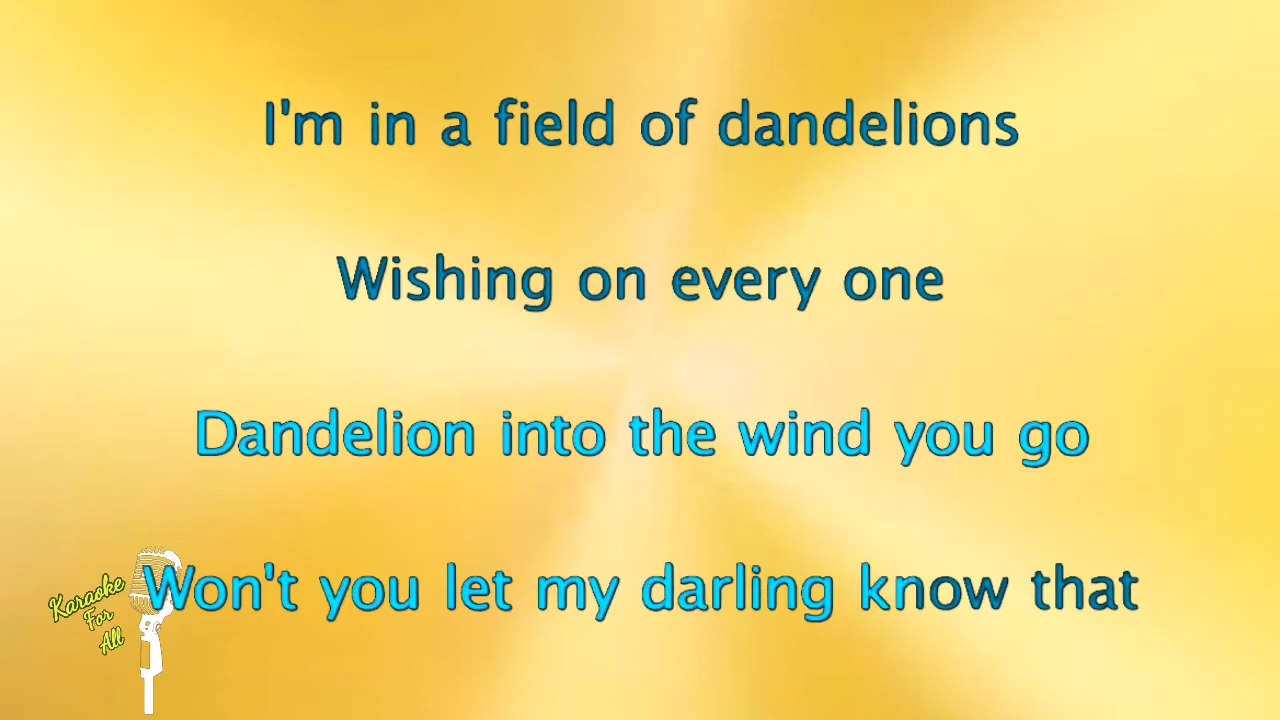 I'm in a field of dandelions
Wishing on every one
Dandelion into the wind you go
Won't you let my darling know that
Karaoke
For
All